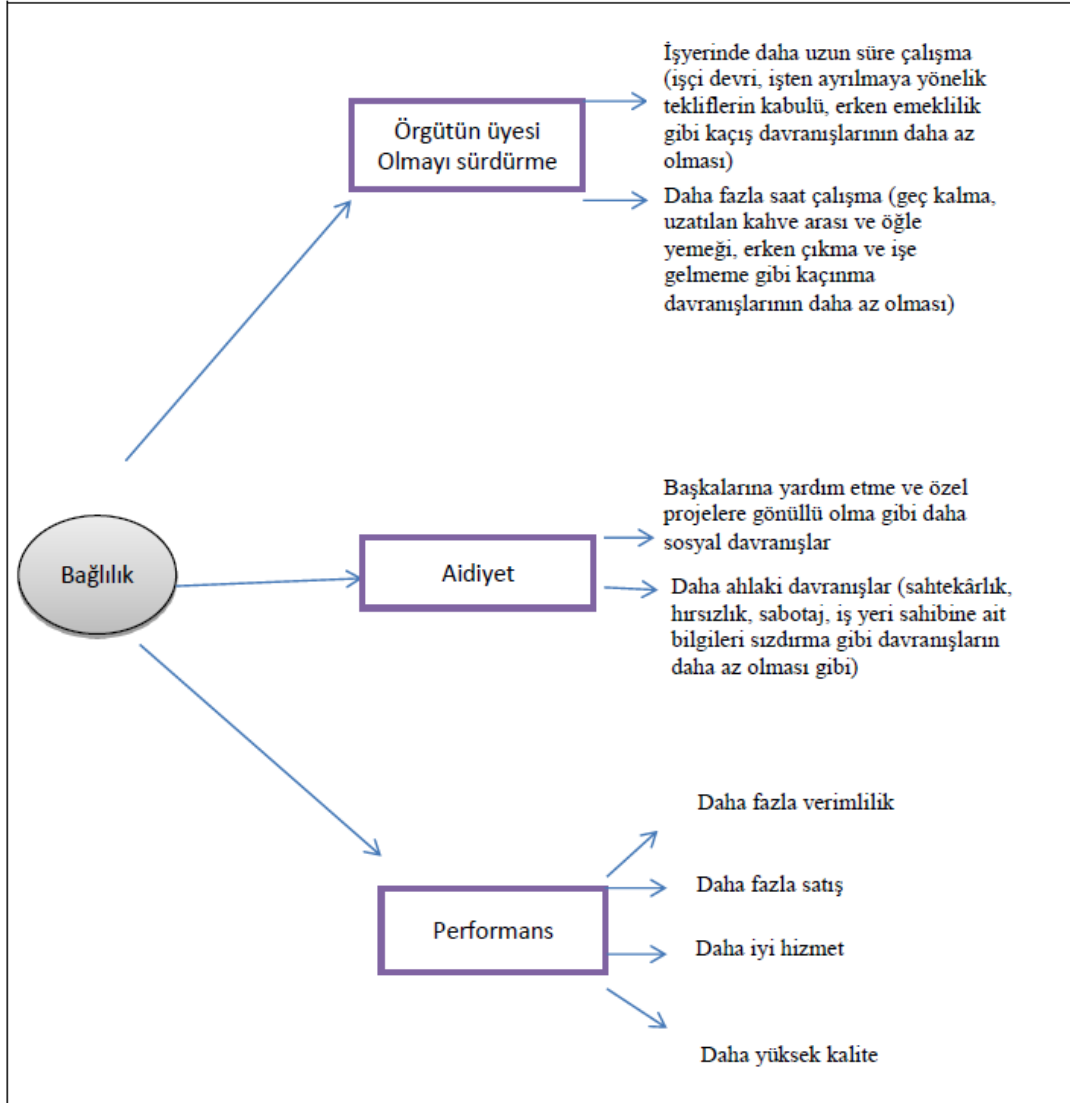 İşyerinde daha uzun süre çalışma
(işçi devri, işten ayrılmaya yönelik
tekliflerin kabulü, erken emeklilik
gibi kaçış davranışlarının daha az
olması)
Örgütün üyesi
Olmayı sürdürme
Daha fazla saat çalışma (geç kalma,
uzatılan kahve arası ve öğle
yemeği, erken çıkma ve işe
gelmeme gibi kaçınma
davranışlarının daha az olması)
Başkalarına yardım etme ve özel
projelere gönüllü olma gibi daha
sosyal davranışlar
Bağlılık
Aidiyet
Daha ahlaki davranışlar (sahtekârlık,
hırsızlık, sabotaj, iş yeri sahibine ait
bilgileri sızdırma gibi davranışların
daha az olması gibi)
Daha fazla verimlilik
Daha fazla satış
Performans
Daha iyi hizmet
Daha yüksek kalite